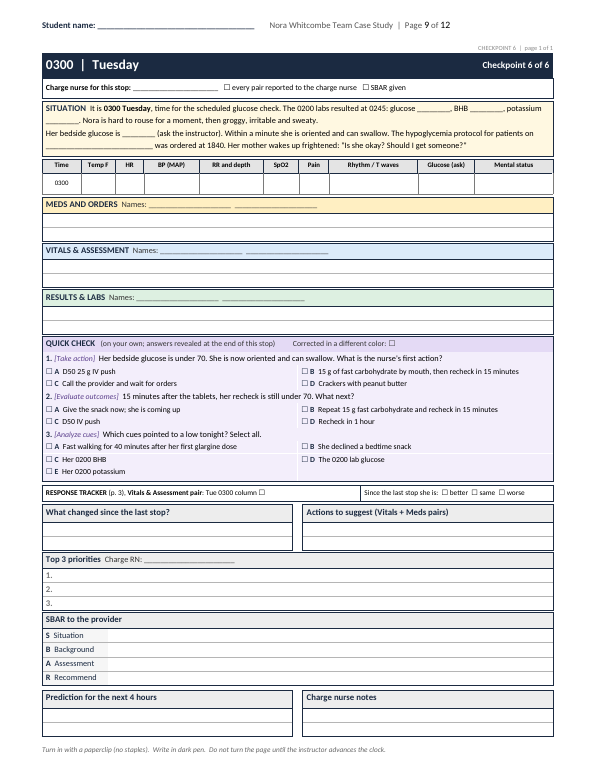 Student name: ___________________________________ Nora Whitcombe Team Case Study | Page 9 of 12
CHECKPOINT 6 | page 1 of 1
0300 | Tuesday Checkpoint 6 of 6
Charge nurse for this stop: _____________________ ☐ every pair reported to the charge nurse ☐ SBAR given
SITUATION It is 0300 Tuesday, time for the scheduled glucose check. The 0200 labs resulted at 0245: glucose ________, BHB ________, potassium
________. Nora is hard to rouse for a moment, then groggy, irritable and sweaty.
Her bedside glucose is ________ (ask the instructor). Within a minute she is oriented and can swallow. The hypoglycemia protocol for patients on
__________________________ was ordered at 1840. Her mother wakes up frightened: "Is she okay? Should I get someone?"
Time Temp F HR BP (MAP) RR and depth SpO2 Pain Rhythm / T waves Glucose (ask) Mental status
0300
MEDS AND ORDERS Names: ____________________ ____________________
VITALS & ASSESSMENT Names: ____________________ ____________________
RESULTS & LABS Names: ____________________ ____________________
QUICK CHECK (on your own; answers revealed at the end of this stop) Corrected in a different color: ☐
1. [Take action] Her bedside glucose is under 70. She is now oriented and can swallow. What is the nurse's first action?
☐ A D50 25 g IV push ☐ B 15 g of fast carbohydrate by mouth, then recheck in 15 minutes
☐ C Call the provider and wait for orders ☐ D Crackers with peanut butter
2. [Evaluate outcomes] 15 minutes after the tablets, her recheck is still under 70. What next?
☐ A Give the snack now; she is coming up ☐ B Repeat 15 g fast carbohydrate and recheck in 15 minutes
☐ C D50 IV push ☐ D Recheck in 1 hour
3. [Analyze cues] Which cues pointed to a low tonight? Select all.
☐ A Fast walking for 40 minutes after her first glargine dose ☐ B She declined a bedtime snack
☐ C Her 0200 BHB ☐ D The 0200 lab glucose
☐ E Her 0200 potassium
RESPONSE TRACKER (p. 3), Vitals & Assessment pair: Tue 0300 column ☐ Since the last stop she is: ☐ better ☐ same ☐ worse
What changed since the last stop? Actions to suggest (Vitals + Meds pairs)
Top 3 priorities Charge RN: ______________________
1.
2.
3.
SBAR to the provider
S Situation
B Background
A Assessment
R Recommend
Prediction for the next 4 hours Charge nurse notes
Turn in with a paperclip (no staples). Write in dark pen. Do not turn the page until the instructor advances the clock.